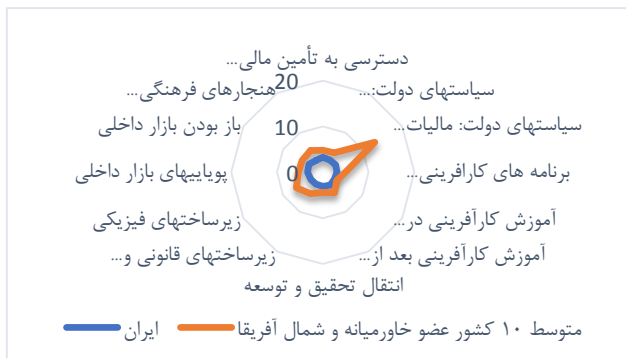 دسترسی به تأمین مالی...
سیاستهای دولت:...
سیاستهای دولت: مالیات...
برنامه های کارافرینی...
آموزش کارآفرینی در...
آموزش کارآفرینی بعد از...
انتقال تحقیق و توسعه
زیرساختهای قانونی و...
زیرساختهای فیزیکی
پویاییهای بازار داخلی
باز بودن بازار داخلی
هنجارهای فرهنگی...
20
10
0
متوسط ۱۰ کشور عضو خاورمیانه و شمال آفریقا
ایران